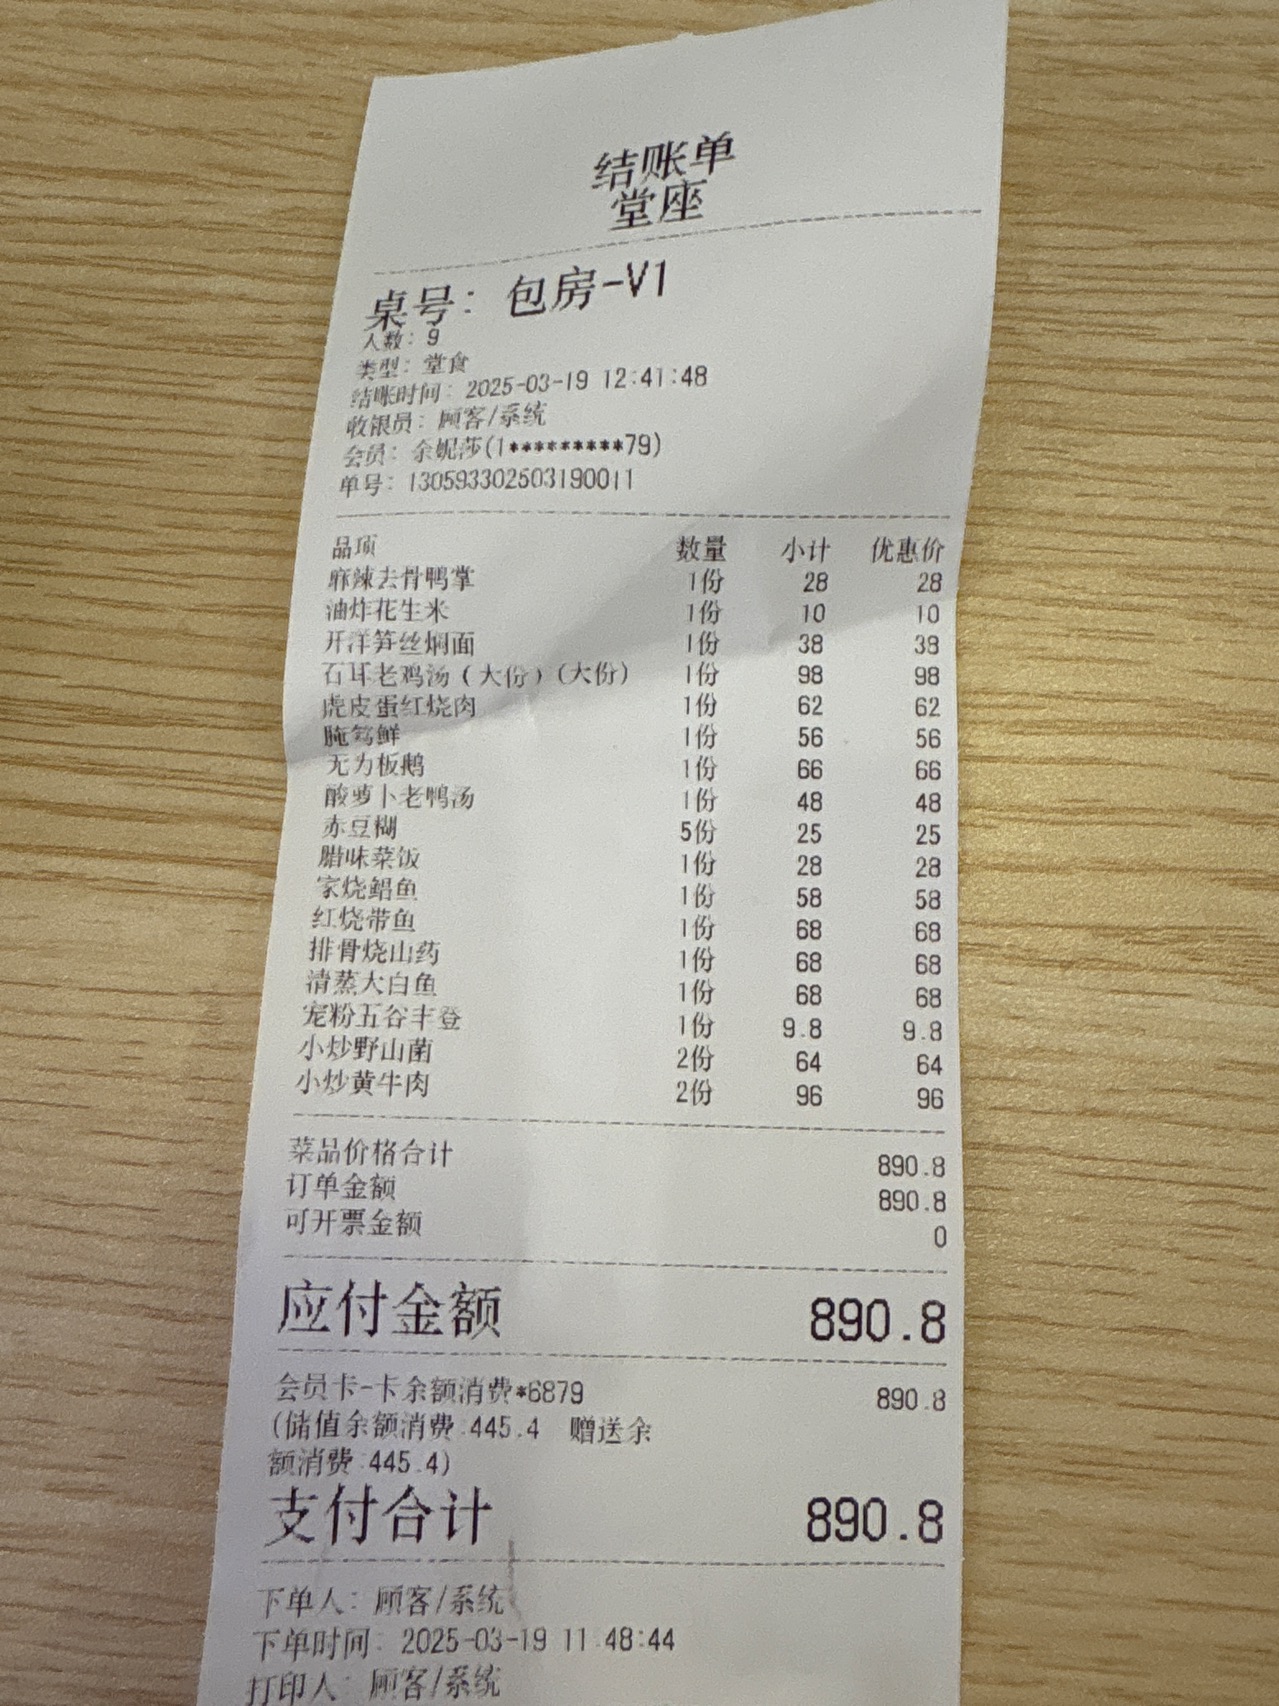 结账单
堂座
桌号: 包房-V1
人数: 9
类型: 堂食
结账时间: 2025-03-19 12:41:48
收银员: 顾客/系统
会员: 余妮莎(1*********79)
单号: 130593302503190011
品项 数量 小计 优惠价
麻辣去骨鸭掌 1份 28 28
油炸花生米 1份 10 10
开洋笋丝焖面 1份 38 38
石耳老鸡汤（大份）(大份) 1份 98 98
虎皮蛋红烧肉 1份 62 62
腌笃鲜 1份 56 56
无为板鹅 1份 66 66
酸萝卜老鸭汤 1份 48 48
赤豆糊 5份 25 25
腊味菜饭 1份 28 28
家烧鲳鱼 1份 58 58
红烧带鱼 1份 68 68
排骨烧山药 1份 68 68
清蒸大白鱼 1份 68 68
宠粉五谷丰登 1份 9.8 9.8
小炒野山菌 2份 64 64
小炒黄牛肉 2份 96 96
菜品价格合计 890.8
订单金额 890.8
可开票金额 0
应付金额 890.8
会员卡-卡余额消费*6879 890.8
(储值余额消费:445.4 赠送余
额消费:445.4)
支付合计 890.8
下单人: 顾客/系统
下单时间: 2025-03-19 11:48:44
打印人: 顾客/系统